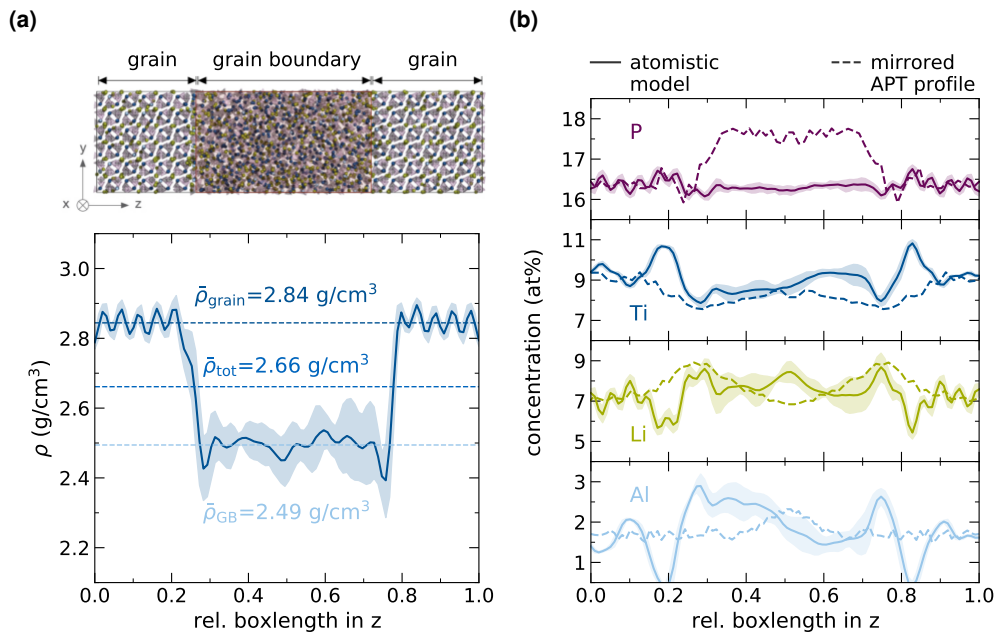 (a)
grain
grain boundary
grain
y
x
z
3.0
2.8
2.6
2.4
2.2
ρ (g/cm³)
ρ̄grain=2.84 g/cm³
ρ̄tot=2.66 g/cm³
ρ̄GB=2.49 g/cm³
0.0 0.2 0.4 0.6 0.8 1.0
rel. boxlength in z
(b)
atomistic
model
mirrored
APT profile
18
17
16
P
11
9
7
Ti
9
7
5
Li
3
2
1
Al
concentration (at%)
0.0 0.2 0.4 0.6 0.8 1.0
rel. boxlength in z